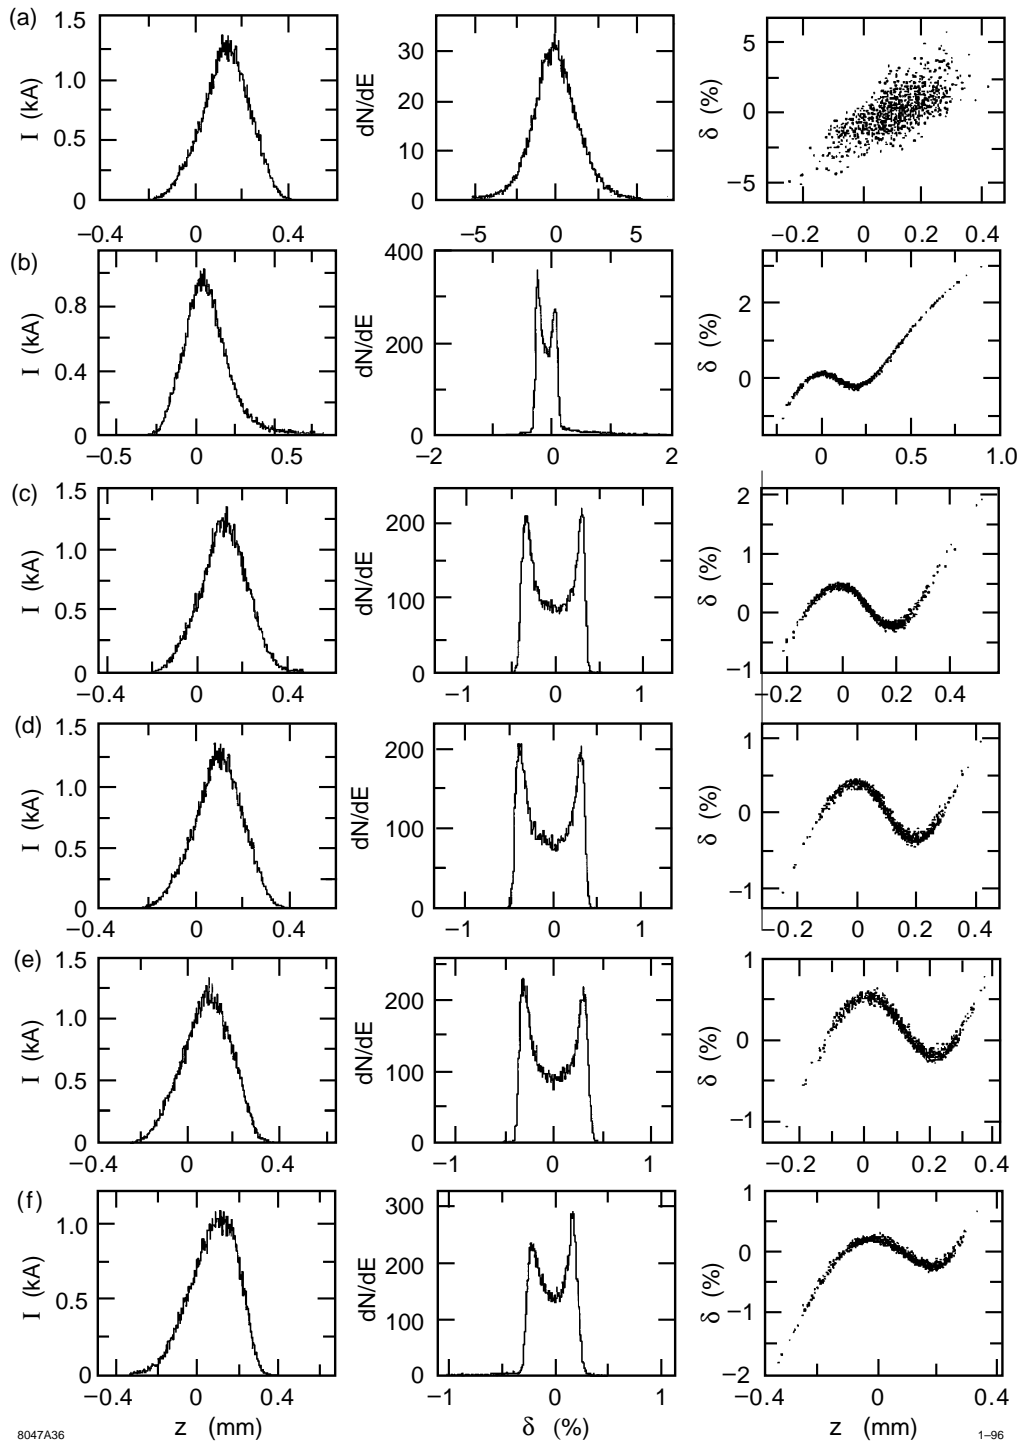 (a)
1.5
1.0
0.5
0
I (kA)
−0.4 0 0.4
30
20
10
0
dN/dE
−5 0 5
5
0
−5
δ (%)
−0.2 0 0.2 0.4
(b)
0.8
0.4
0
I (kA)
−0.5 0 0.5
400
200
0
dN/dE
−2 0 2
2
0
δ (%)
0 0.5 1.0
(c)
1.5
1.0
0.5
0
I (kA)
−0.4 0 0.4
200
100
0
dN/dE
−1 0 1
2
1
0
−1
δ (%)
−0.2 0 0.2 0.4
(d)
1.5
1.0
0.5
0
I (kA)
−0.4 0 0.4
200
100
0
dN/dE
−1 0 1
1
0
−1
δ (%)
−0.2 0 0.2 0.4
(e)
1.5
1.0
0.5
0
I (kA)
−0.4 0 0.4
200
100
0
dN/dE
−1 0 1
1
0
−1
δ (%)
−0.2 0 0.2 0.4
(f)
1.0
0.5
0
I (kA)
−0.4 0 0.4
z (mm)
300
200
100
0
dN/dE
−1 0 1
δ (%)
1
0
−1
−2
δ (%)
−0.4 0 0.4
z (mm)
8047A36
1–96